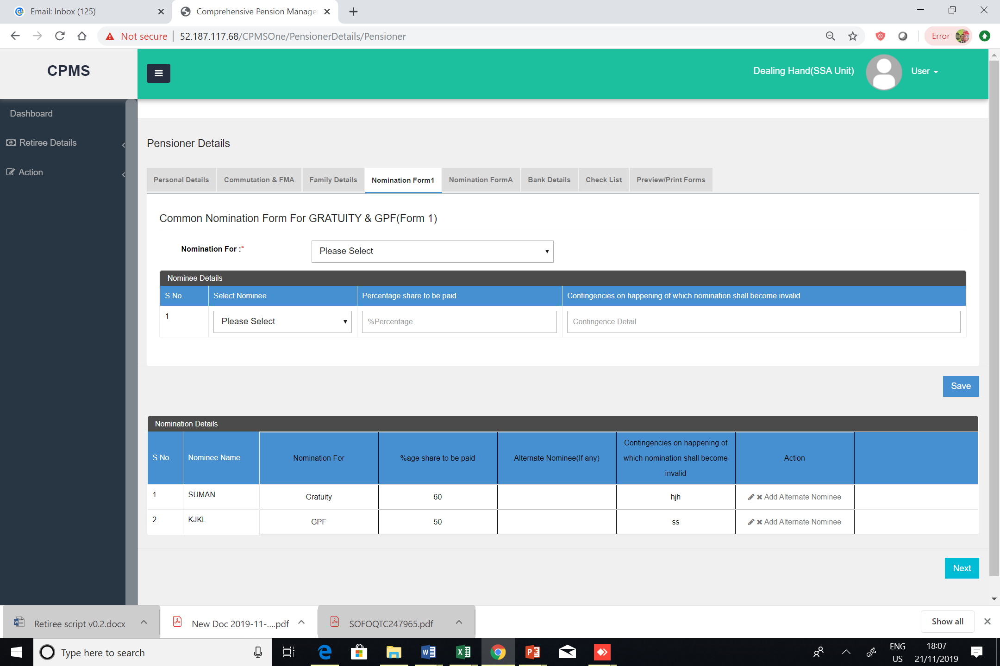 Email: Inbox (125)
Comprehensive Pension Manage
Not secure
52.187.117.68/CPMSOne/PensionerDetails/Pensioner
Error
CPMS
Dealing Hand(SSA Unit)
User
Dashboard
Retiree Details
Action
Pensioner Details
Personal Details
Commutation & FMA
Family Details
Nomination Form1
Nomination FormA
Bank Details
Check List
Preview/Print Forms
Common Nomination Form For GRATUITY & GPF(Form 1)
Nomination For :*
Please Select
Nominee Details
S.No.
Select Nominee
Percentage share to be paid
Contingencies on happening of which nomination shall become invalid
1
Please Select
%Percentage
Contingence Detail
Save
Nomination Details
S.No.
Nominee Name
Nomination For
%age share to be paid
Alternate Nominee(If any)
Contingencies on happening of
which nomination shall become
invalid
Action
1
SUMAN
Gratuity
60
hjh
Add Alternate Nominee
2
KJKL
GPF
50
ss
Add Alternate Nominee
Next
Retiree script v0.2.docx
New Doc 2019-11-....pdf
SOFOQTC247965.pdf
Show all
Type here to search
ENG
US
18:07
21/11/2019